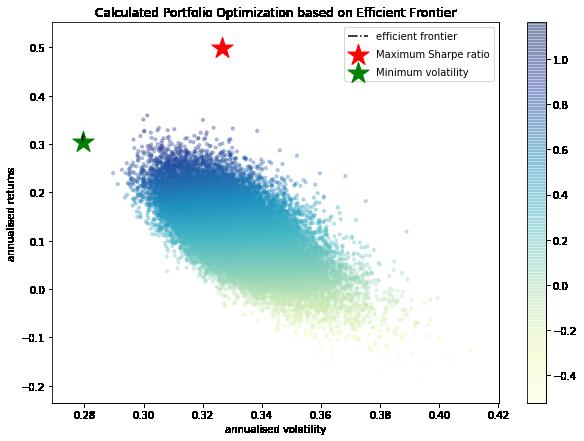 Calculated Portfolio Optimization based on Efficient Frontier
efficient frontier
Maximum Sharpe ratio
Minimum volatility
annualised returns
0.5
0.4
0.3
0.2
0.1
0.0
−0.1
−0.2
0.28 0.30 0.32 0.34 0.36 0.38 0.40 0.42
annualised volatility
1.0
0.8
0.6
0.4
0.2
0.0
−0.2
−0.4